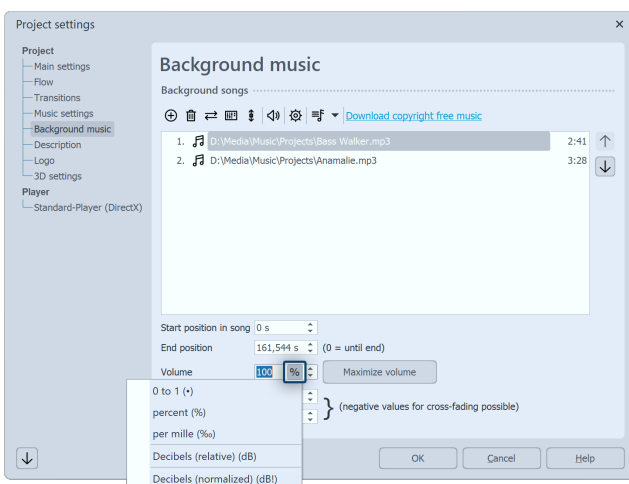 Project settings
Project
Main settings
Flow
Transitions
Music settings
Background music
Description
Logo
3D settings
Player
Standard-Player (DirectX)
Background music
Background songs
Download copyright free music
1. D:\Media\Music\Projects\Bass Walker.mp3 2:41
2. D:\Media\Music\Projects\Anamalie.mp3 3:28
Start position in song 0 s
End position 161,544 s (0 = until end)
Volume 100 % Maximize volume
0 to 1 (•)
percent (%)
(negative values for cross-fading possible)
per mille (‰)
Decibels (relative) (dB)
Decibels (normalized) (dB!)
OK Cancel Help